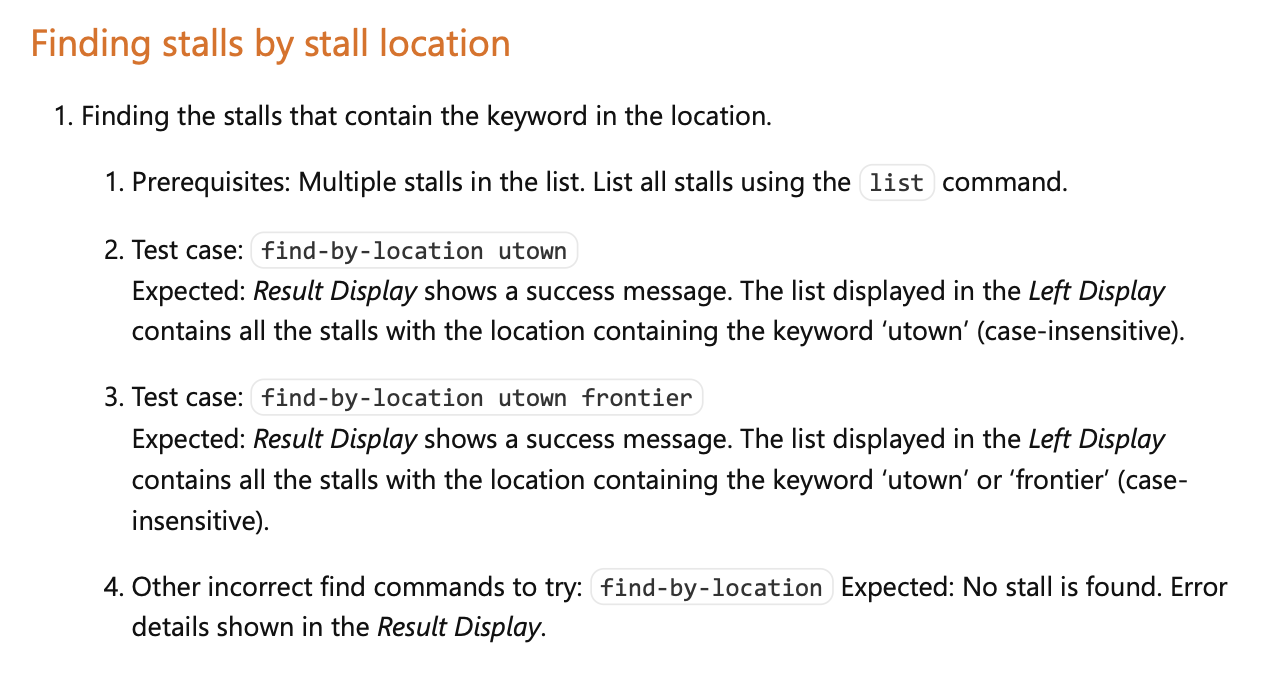 Finding stalls by stall location
1. Finding the stalls that contain the keyword in the location.
1. Prerequisites: Multiple stalls in the list. List all stalls using the list command.
2. Test case: find-by-location utown
Expected: Result Display shows a success message. The list displayed in the Left Display
contains all the stalls with the location containing the keyword ‘utown’ (case-insensitive).
3. Test case: find-by-location utown frontier
Expected: Result Display shows a success message. The list displayed in the Left Display
contains all the stalls with the location containing the keyword ‘utown’ or ‘frontier’ (case-
insensitive).
4. Other incorrect find commands to try: find-by-location Expected: No stall is found. Error
details shown in the Result Display.